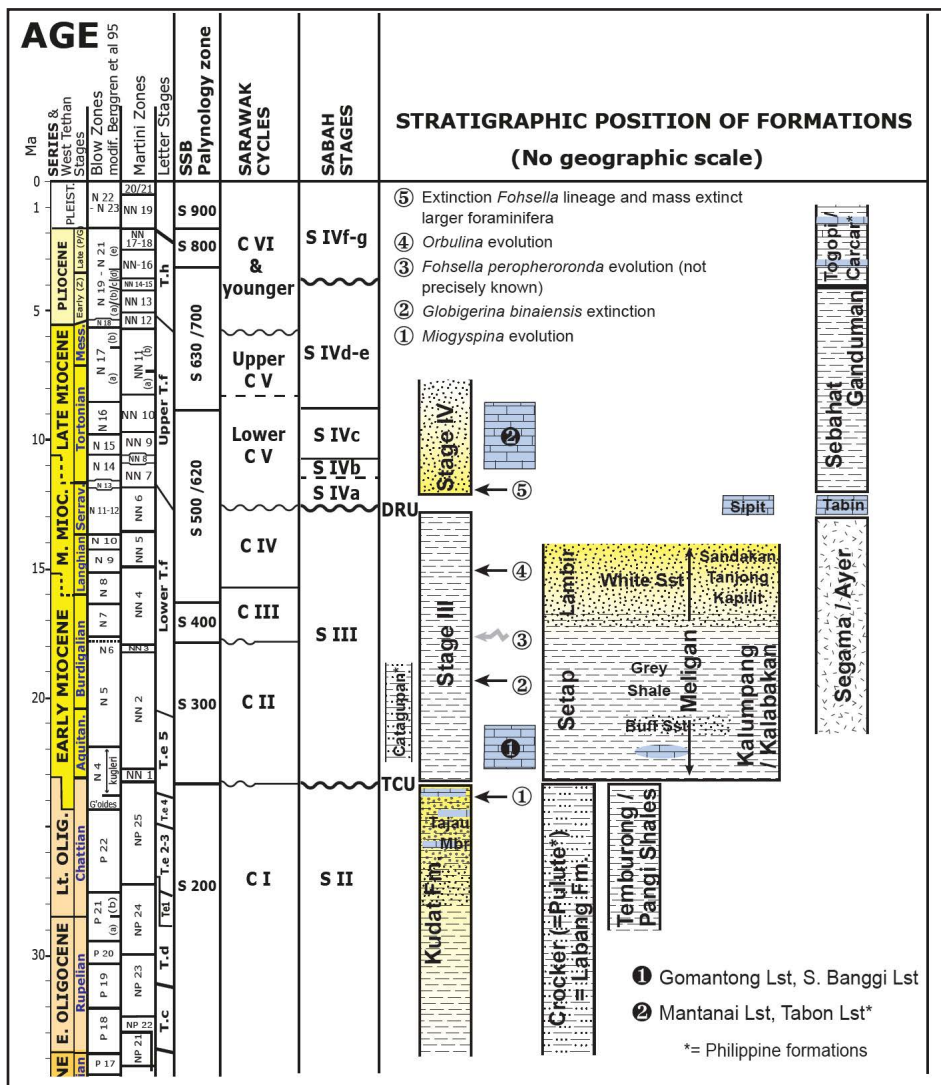 AGE
Ma
SERIES &
West Tethan
Stages
Blow Zones
modif. Berggren et al 95
Martini Zones
Letter Stages
SSB
Palynology zone
SARAWAK
CYCLES
SABAH
STAGES
STRATIGRAPHIC POSITION OF FORMATIONS
(No geographic scale)
0
1
5
10
15
20
30
PLEIST.
PLIOCENE
Late (P/G)
Early (Z)
LATE MIOCENE
Mess.
Tortonian
M. MIOC.
Serrav.
Langhian
EARLY MIOCENE
Burdigalian
Aquitan.
Lt. OLIG.
Chattian
E. OLIGOCENE
Rupelian
NE
ian
N 22
- N 23
N 19 - N 21
(a) (b) (c) (d) (e)
N 18
N 17
(b)
(a)
N 16
N 15
N 14
N 13
N 11-12
N 10
N 9
N 8
N 7
N 6
N 5
N 4
kugleri
G'oides
P 22
P 21
(b)
(a)
P 20
P 19
P 18
P 17
20/21
NN 19
NN
17-18
NN-16
NN 14-15
NN 13
NN 12
NN 11
(b)
(a)
NN 10
NN 9
NN 8
NN 7
NN 6
NN 5
NN 4
NN 3
NN 2
NN 1
NP 25
NP 24
NP 23
NP 22
NP 21
T.h
Upper T.f
Lower T.f
T.e 5
T.e 4
T.e 2-3
Te1
T.d
T.c
S 900
S 800
S 630 /700
S 500 /620
S 400
S 300
S 200
C VI
&
younger
Upper
C V
Lower
C V
C IV
C III
C II
C I
S IVf-g
S IVd-e
S IVc
S IVb
S IVa
S III
S II
⑤ Extinction Fohsella lineage and mass extinct
larger foraminifera
④ Orbulina evolution
③ Fohsella peropheroronda evolution (not
precisely known)
② Globigerina binaiensis extinction
① Miogyspina evolution
DRU
TCU
Stage IV
❷
⑤
Stage III
④
③
②
Catagupan*
❶
①
Tajau
Mbr
Kudat Fm.
Lambir
White Sst
Sandakan
Tanjong
Kapilit
Setap
Grey
Shale
Buff Sst
Meligan
Kalumpang /
Kalabakan
Crocker (=Pulute*)
= Labang Fm.
Temburong /
Pangi Shales
Togopi /
Carcar*
Sebahat
Ganduman
Sipit
Tabin
Segama / Ayer
❶ Gomantong Lst, S. Banggi Lst
❷ Mantanai Lst, Tabon Lst*
*= Philippine formations